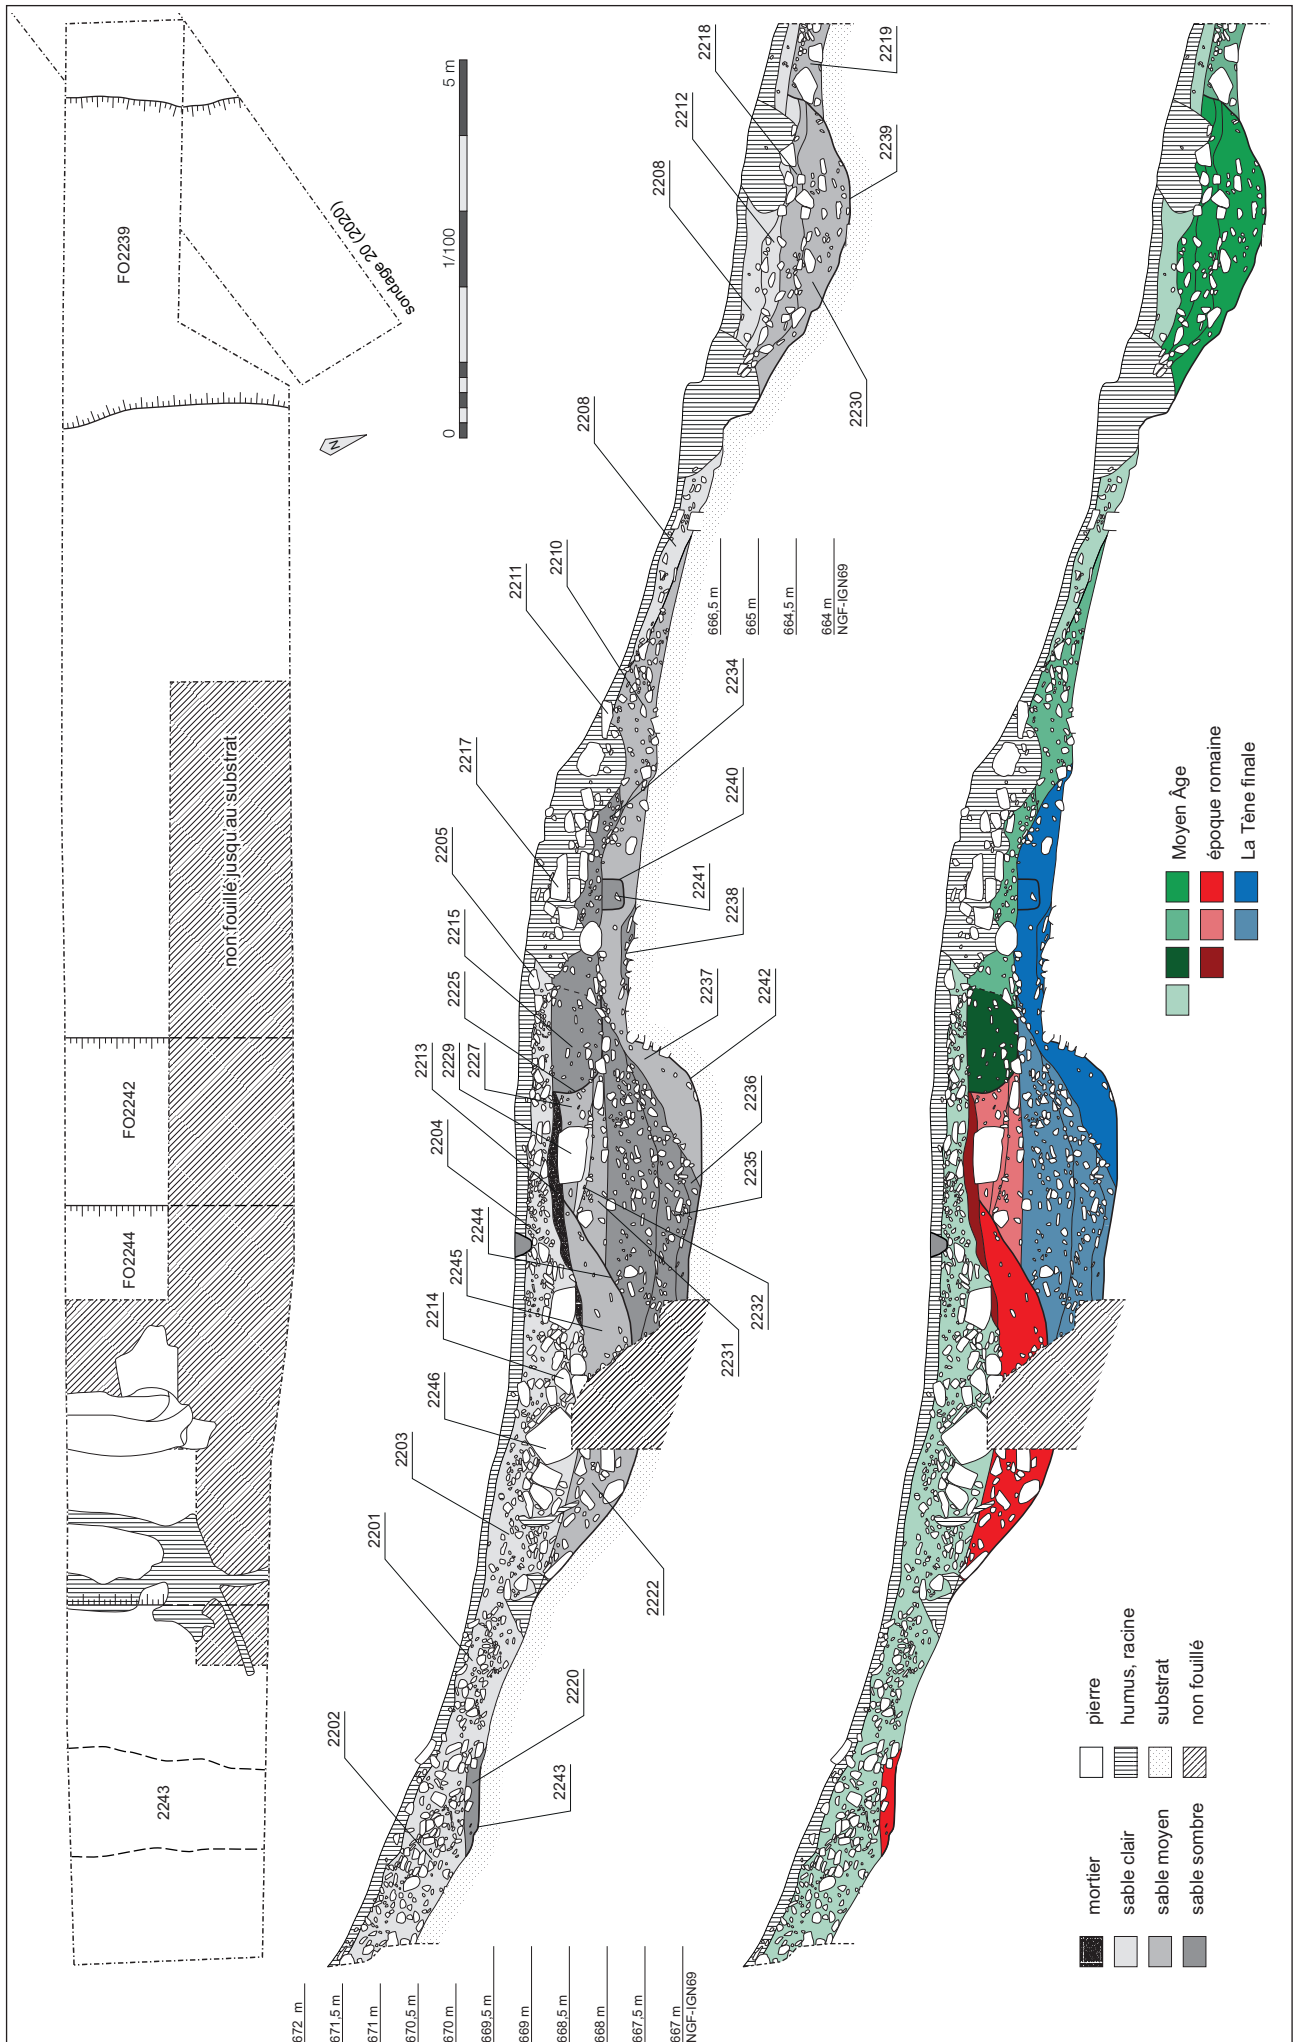 2243
FO2244
FO2242
FO2239
non fouillé jusqu'au substrat
sondage 20 (2020)
N
0
1/100
5 m
672 m
671,5 m
671 m
670,5 m
670 m
669,5 m
669 m
668,5 m
668 m
667,5 m
667 m
NGF-IGN69
2202
2201
2203
2246
2214
2245
2244
2204
2213
2229
2227
2225
2215
2205
2217
2211
2210
2208
2208
2212
2218
2243
2220
2222
2231
2232
2235
2236
2242
2237
2238
2241
2240
2234
666,5 m
665 m
664,5 m
664 m
NGF-IGN69
2230
2239
2219
mortier
sable clair
sable moyen
sable sombre
pierre
humus, racine
substrat
non fouillé
Moyen Âge
époque romaine
La Tène finale